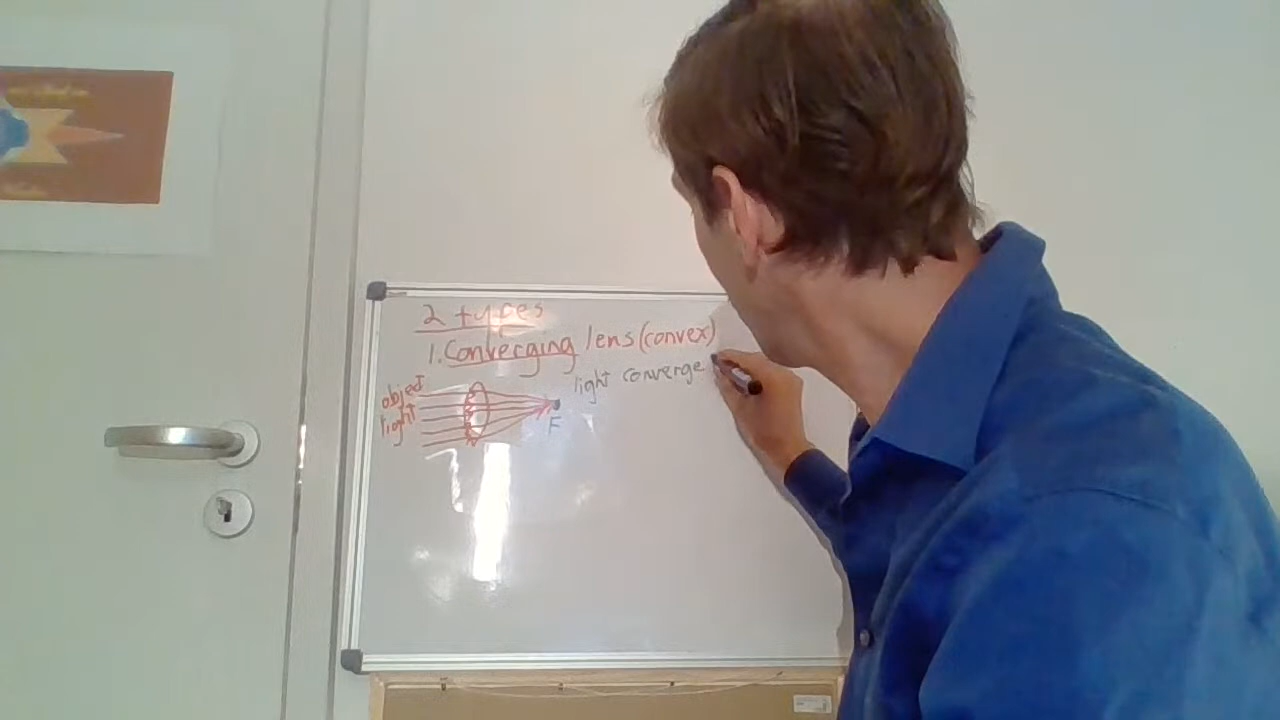 2 types
1. Converging lens (convex)
light converge
object
light
F